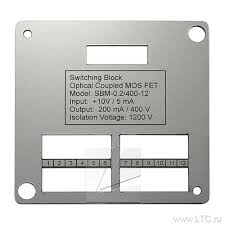 Switching Block
Optical Coupled MOS FET
Model: SBM-0.2/400-12
Input: +10V / 5 mA
Output: 200 mA / 400 V
Isolation Voltage: 1200 V
1 2 3 4 5 6 7 8 9 10 11 12
www.LTC.ru